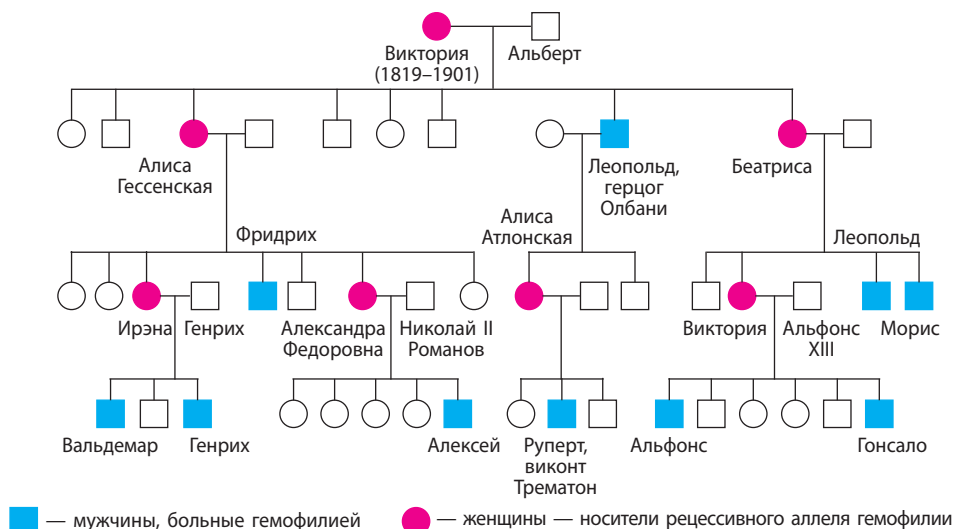 Виктория
(1819–1901)
Альберт
Алиса
Гессенская
Леопольд,
герцог
Олбани
Беатриса
Фридрих
Алиса
Атлонская
Леопольд
Ирэна
Генрих
Александра
Федоровна
Николай II
Романов
Виктория
Альфонс
XIII
Морис
Вальдемар
Генрих
Алексей
Руперт,
виконт
Трематон
Альфонс
Гонсало
— мужчины, больные гемофилией
— женщины — носители рецессивного аллеля гемофилии